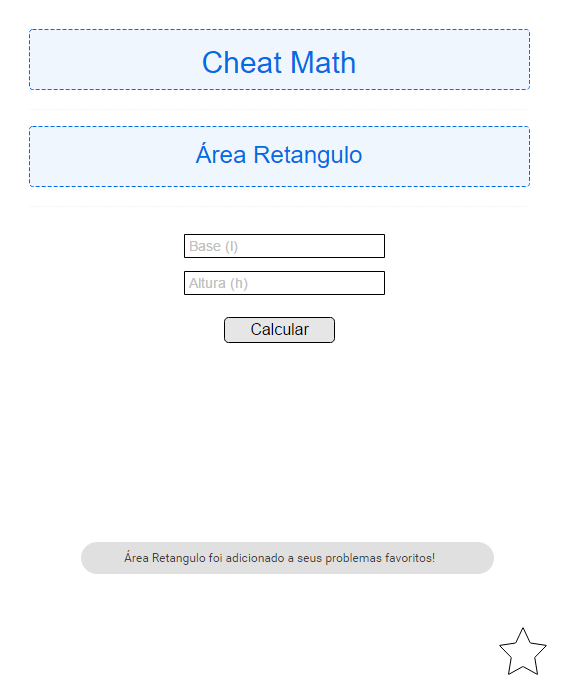 Cheat Math
Área Retangulo
Base (l)
Altura (h)
Calcular
Área Retangulo foi adicionado a seus problemas favoritos!